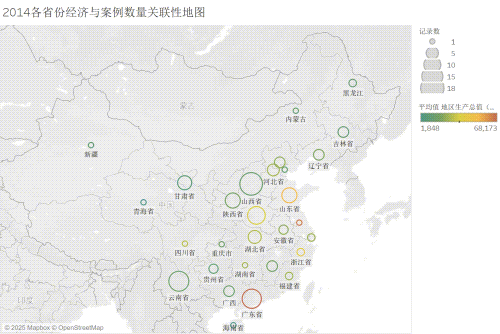 2014各省份经济与案例数量关联性地图
记录数
1
5
10
15
18
平均值 地区生产总值 (...
1,848 68,173
黑龙江
蒙古
内蒙古
吉林省
新疆
辽宁省
河北省
甘肃省
山西省
青海省
中国
山东省
陕西省
四川省
重庆市
湖北省
安徽省
浙江省
贵州省
湖南省
云南省
福建省
印度
广西
广东省
海南省
© 2025 Mapbox © OpenStreetMap